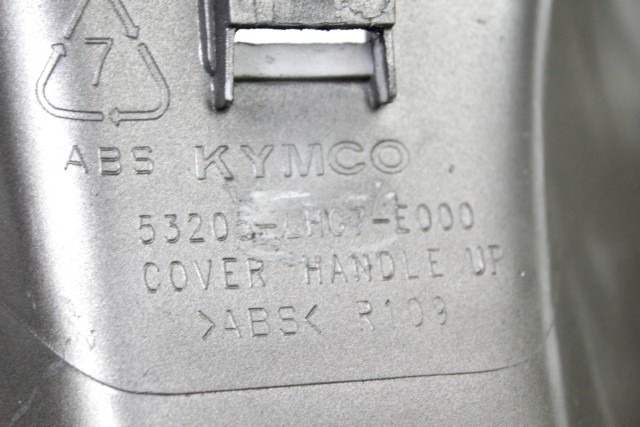 7
ABS KYMCO
COVER HANDLE UP
>ABS< R109